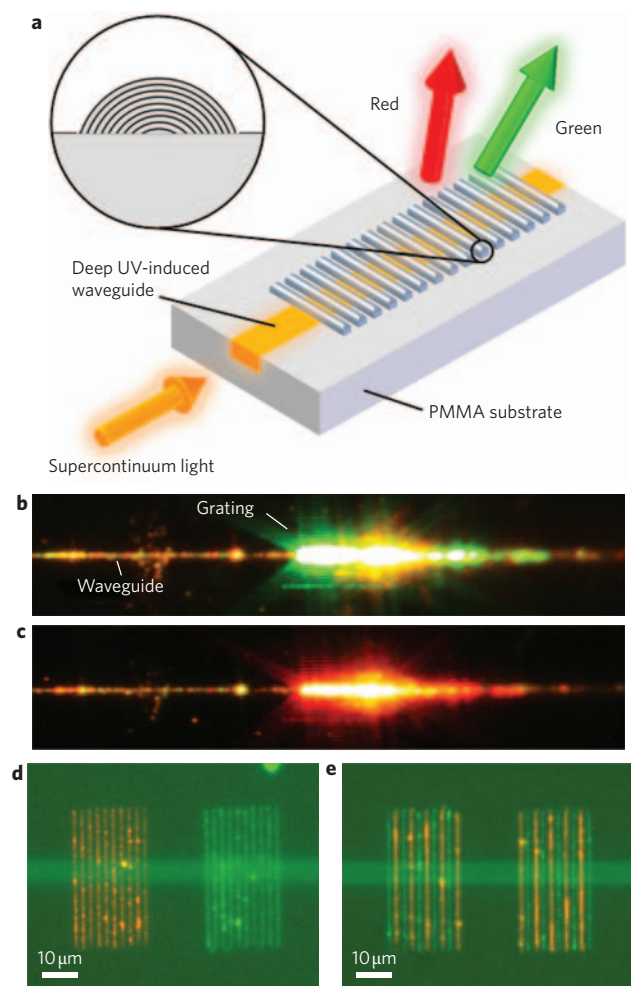 a
Red
Green
Deep UV-induced
waveguide
PMMA substrate
Supercontinuum light
b
Grating
Waveguide
c
d
10 µm
e
10 µm